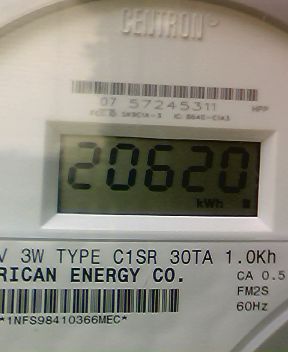 CENTRON
07 57245311 HPP
20620
kWh
V 3W TYPE C1SR 30TA 1.0Kh
RICAN ENERGY CO. CA 0.5
FM2S
60Hz
*1NFS98410366MEC*